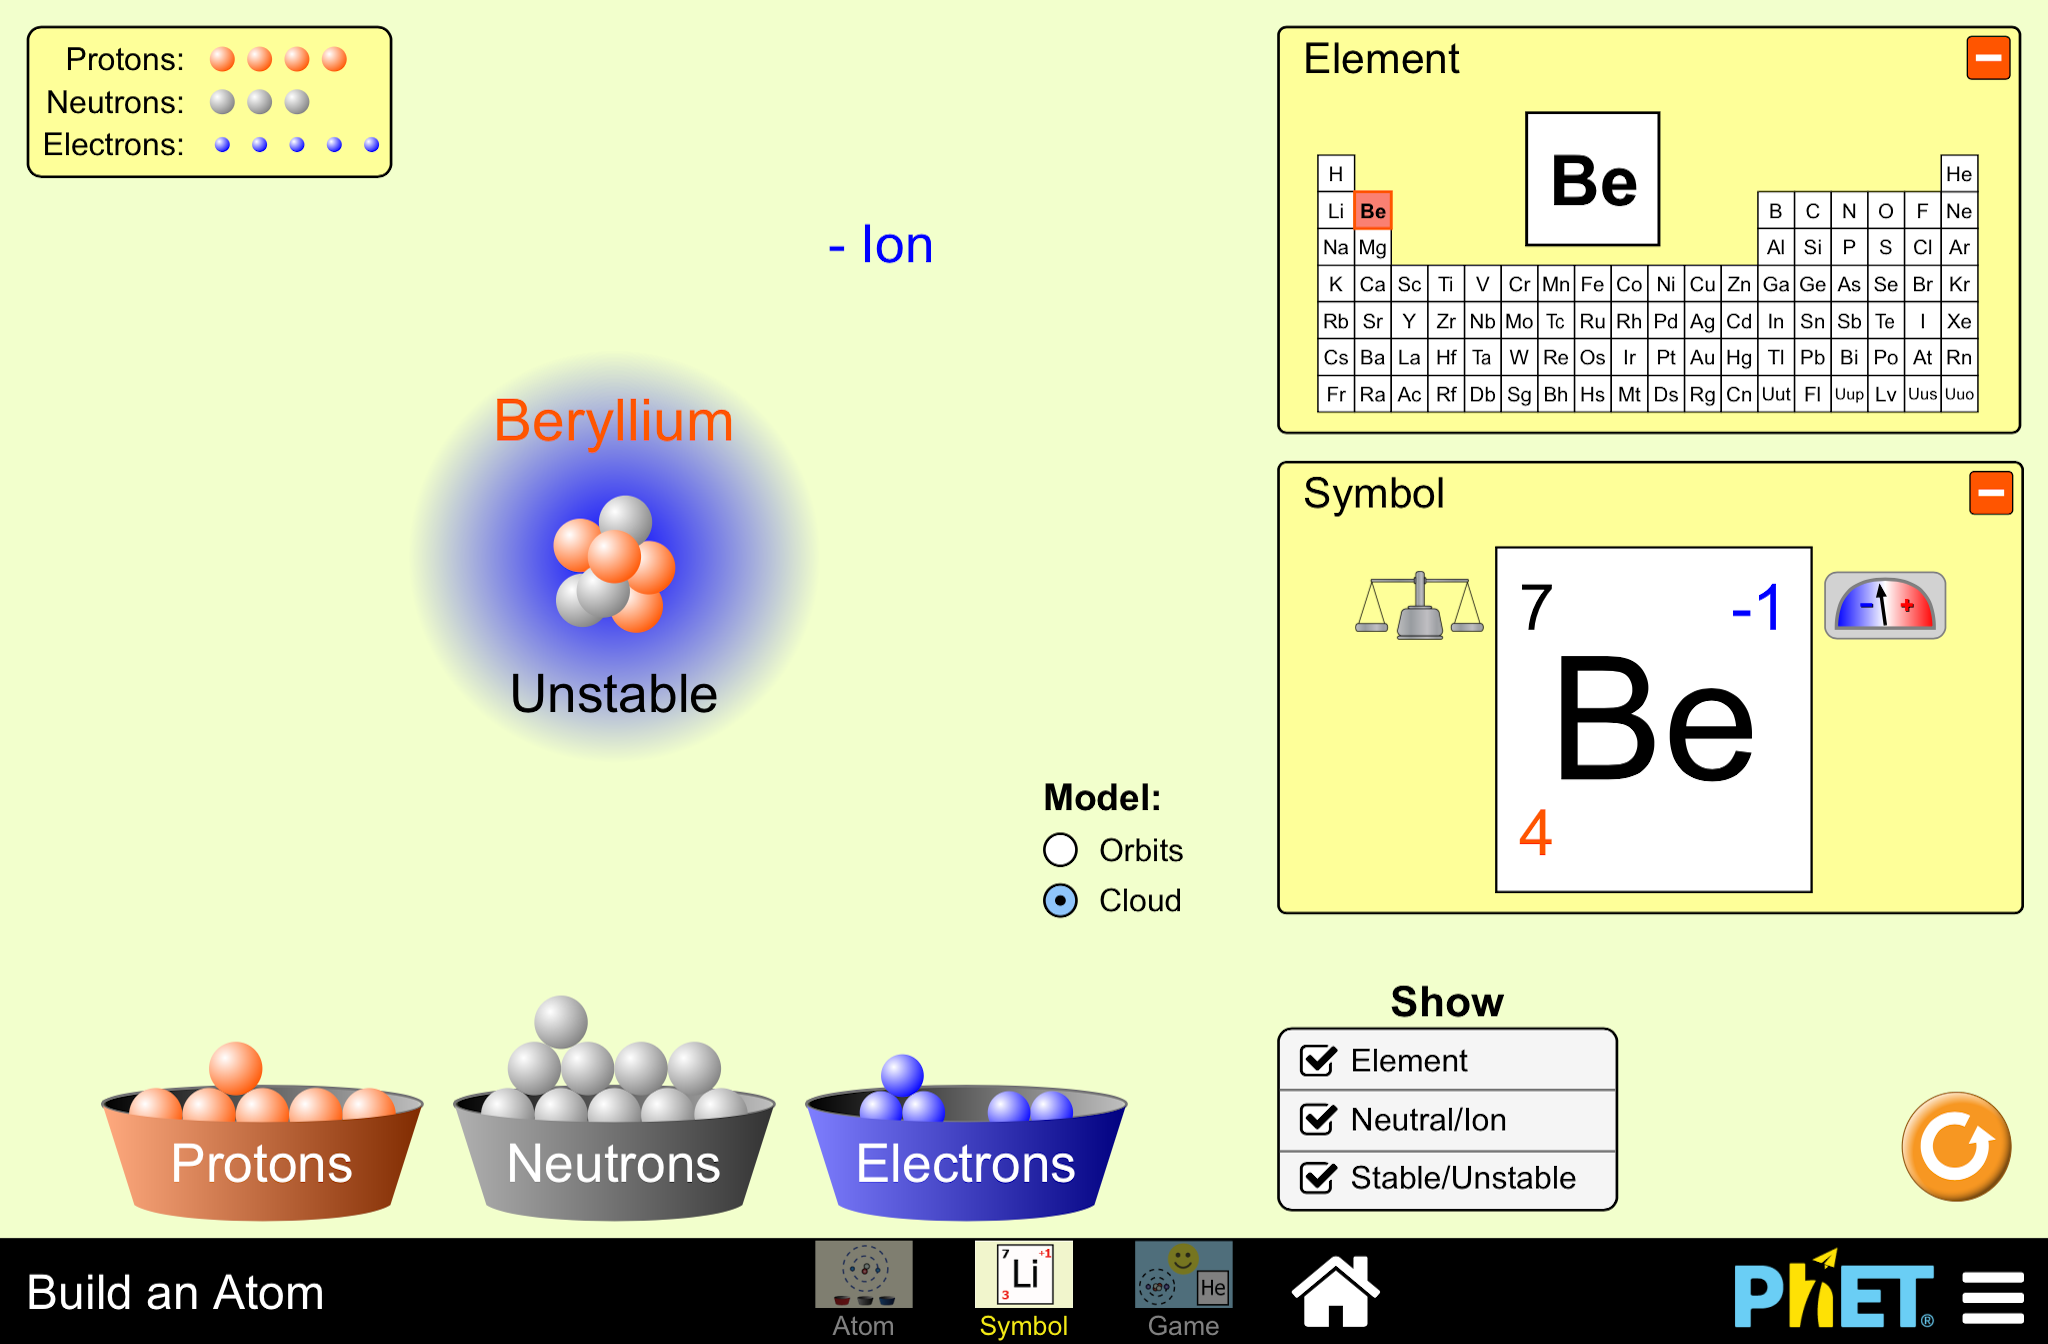 Protons:
Neutrons:
Electrons:
- Ion
Beryllium
Unstable
Model:
Orbits
Cloud
Protons
Neutrons
Electrons
Element
Be
H He
Li Be B C N O F Ne
Na Mg Al Si P S Cl Ar
K Ca Sc Ti V Cr Mn Fe Co Ni Cu Zn Ga Ge As Se Br Kr
Rb Sr Y Zr Nb Mo Tc Ru Rh Pd Ag Cd In Sn Sb Te I Xe
Cs Ba La Hf Ta W Re Os Ir Pt Au Hg Tl Pb Bi Po At Rn
Fr Ra Ac Rf Db Sg Bh Hs Mt Ds Rg Cn Uut Fl Uup Lv Uus Uuo
Symbol
7 -1
Be
4
- +
Show
Element
Neutral/Ion
Stable/Unstable
Build an Atom
Atom
7 +1
Li
3
Symbol
He
Game
PhET®